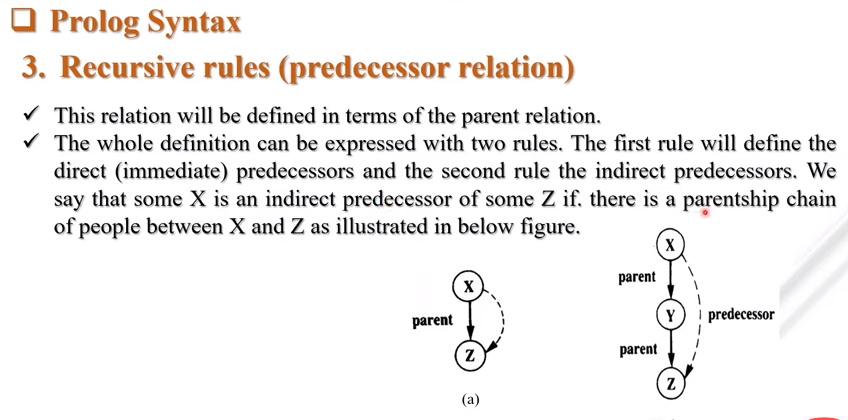 Prolog Syntax
3. Recursive rules (predecessor relation)
✓ This relation will be defined in terms of the parent relation.
✓ The whole definition can be expressed with two rules. The first rule will define the
direct (immediate) predecessors and the second rule the indirect predecessors. We
say that some X is an indirect predecessor of some Z if. there is a parentship chain
of people between X and Z as illustrated in below figure.
X
parent
Z
(a)
X
parent
Y
predecessor
parent
Z